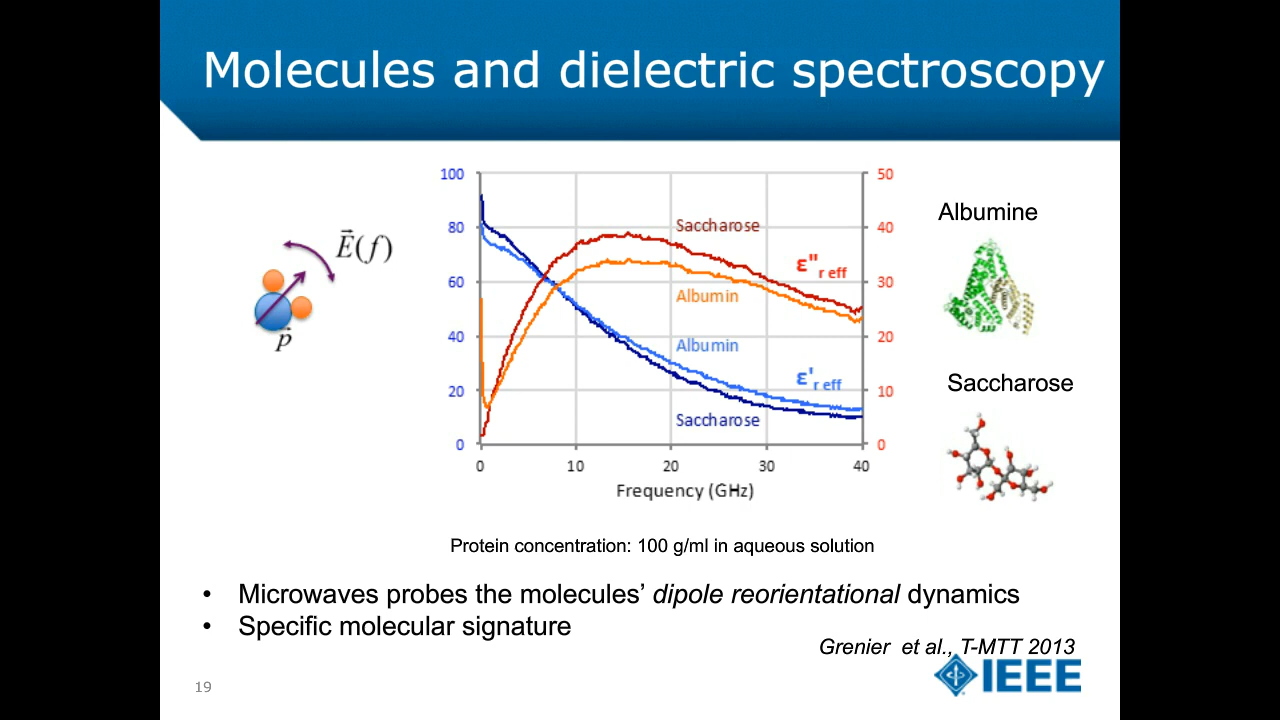 Molecules and dielectric spectroscopy
E⃗(f)
p⃗
100
80
60
40
20
0
50
40
30
20
10
0
Saccharose
ε"r eff
Albumin
Albumin
ε'r eff
Saccharose
0 10 20 30 40
Frequency (GHz)
Albumine
Saccharose
Protein concentration: 100 g/ml in aqueous solution
• Microwaves probes the molecules’ dipole reorientational dynamics
• Specific molecular signature
Grenier et al., T-MTT 2013
19
IEEE